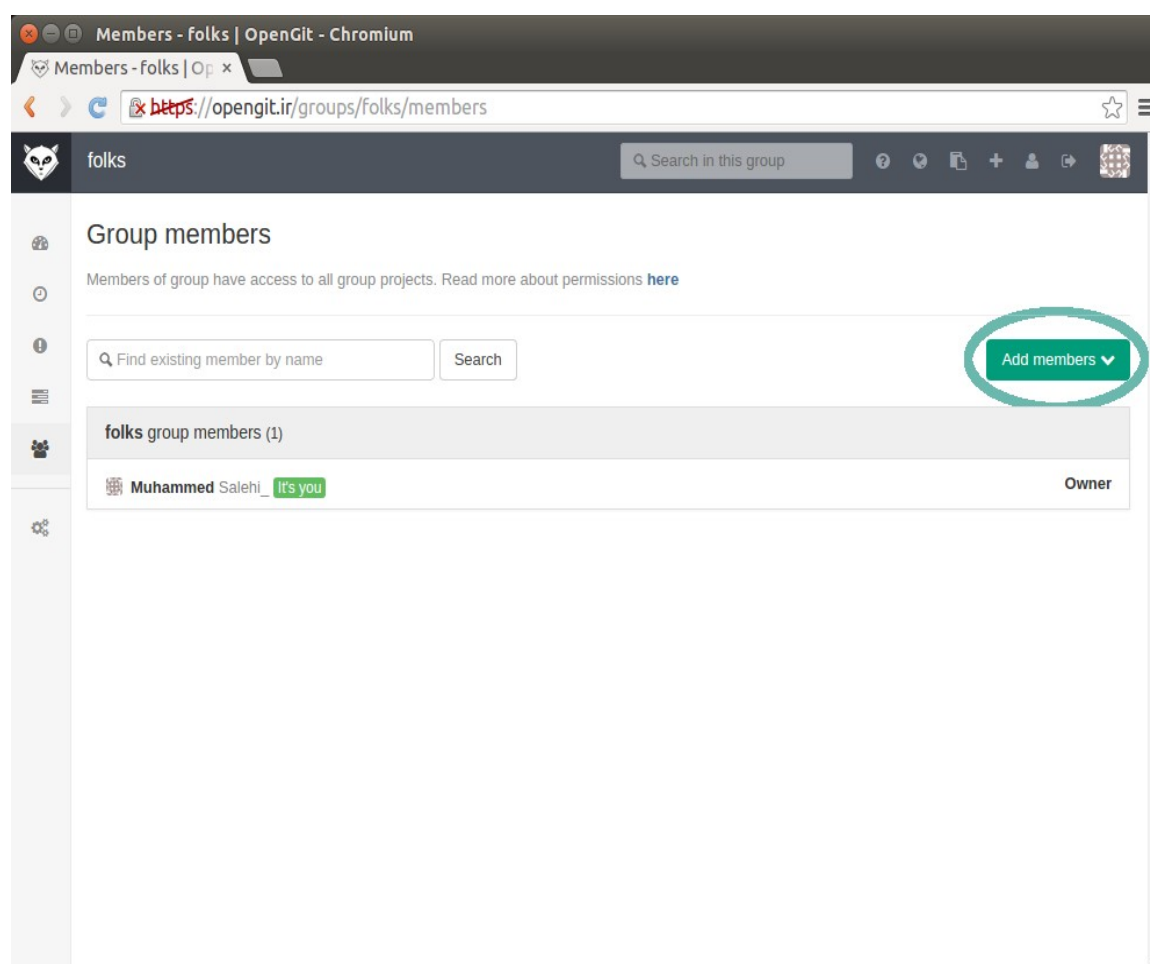 Members - folks | OpenGit - Chromium
Members - folks | Op ×
https://opengit.ir/groups/folks/members
folks
Search in this group
Group members
Members of group have access to all group projects. Read more about permissions here
Find existing member by name
Search
Add members
folks group members (1)
Muhammed Salehi_ It's you
Owner